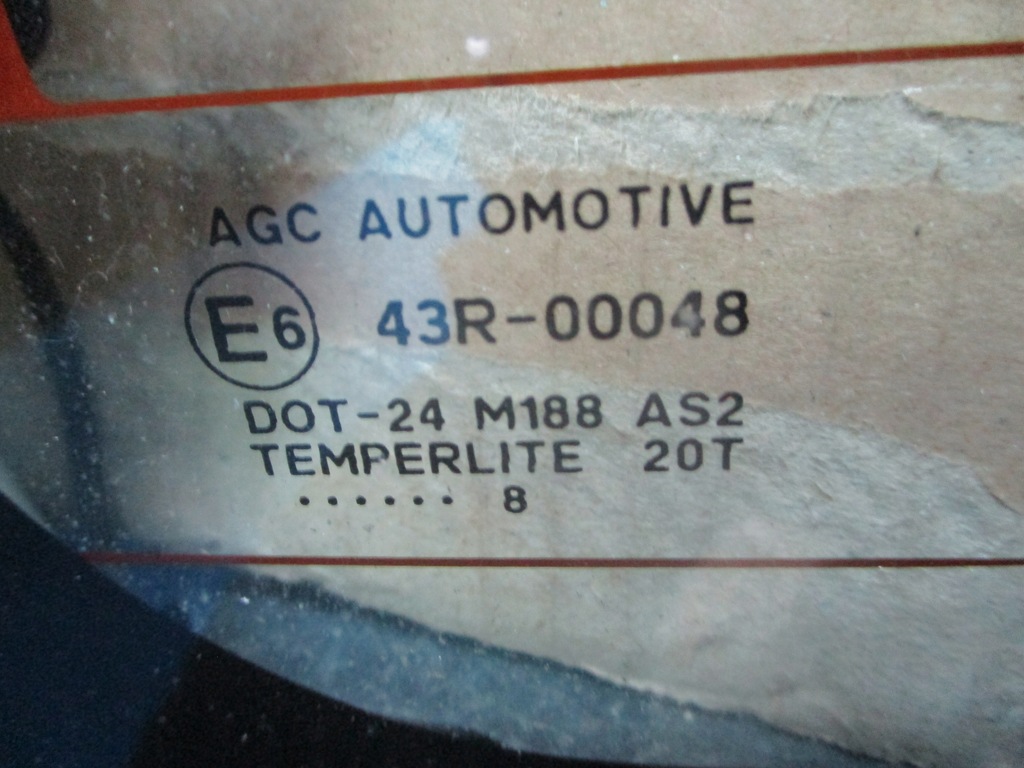 AGC AUTOMOTIVE
E6 43R-00048
DOT-24 M188 AS2
TEMPERLITE 20T
...... 8